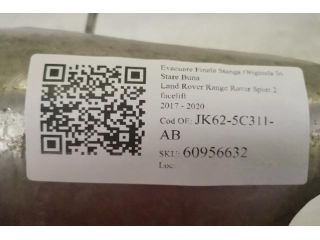 Evacuare Finala Stanga Originala In
Stare Buna
Land Rover Range Rover Sport 2
facelift
2017 - 2020
Cod OE: JK62-5C311-
AB
SKU: 60956632
Loc: